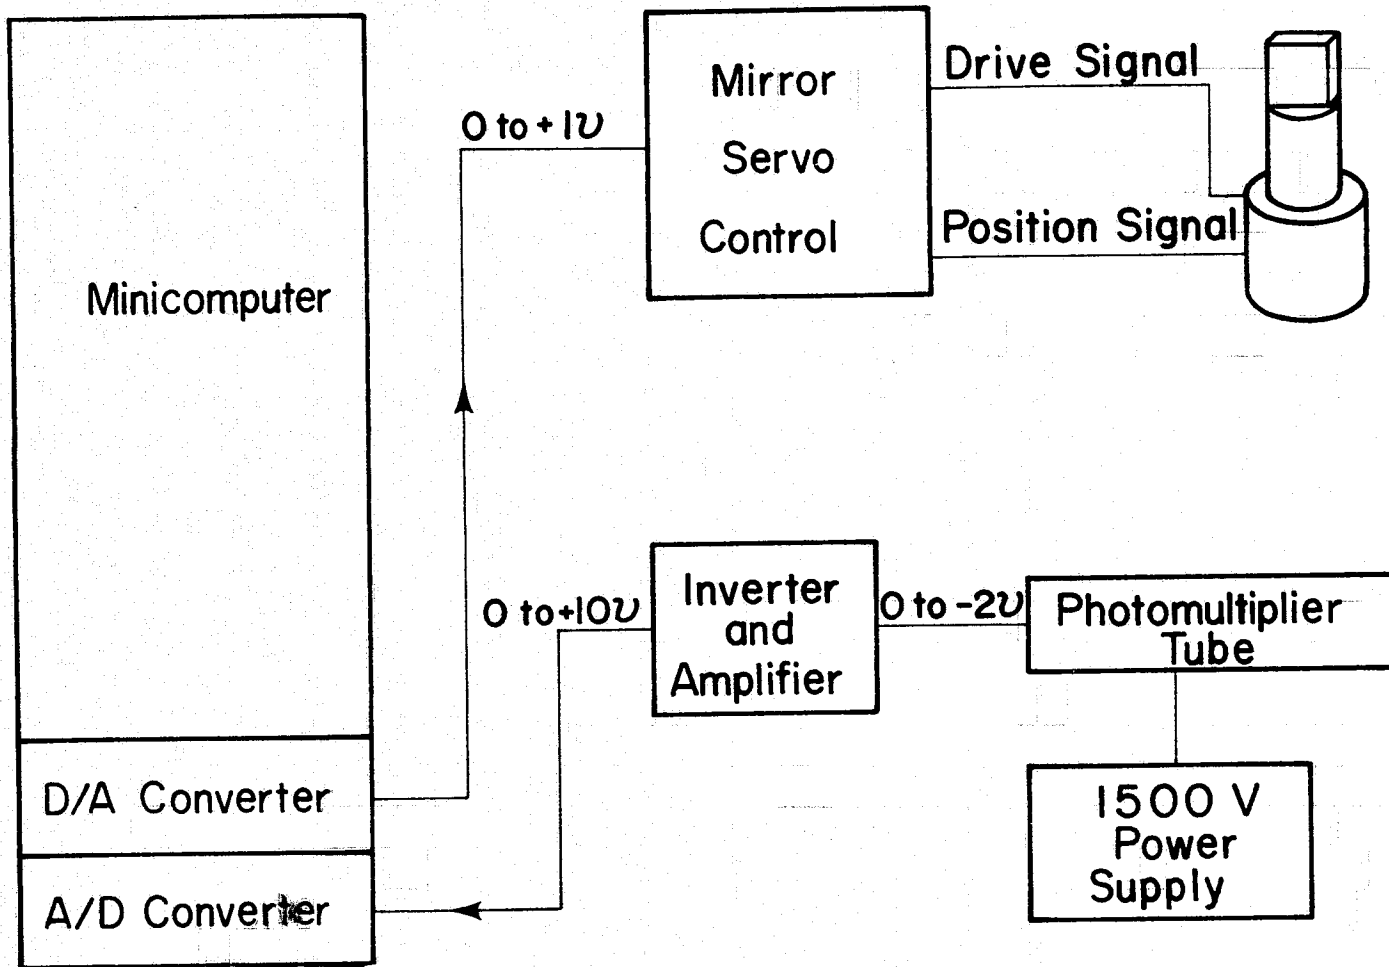 Minicomputer
D/A Converter
A/D Converter
0 to +1v
Mirror
Servo
Control
Drive Signal
Position Signal
0 to +10v
Inverter
and
Amplifier
0 to -2v
Photomultiplier
Tube
1500 V
Power
Supply